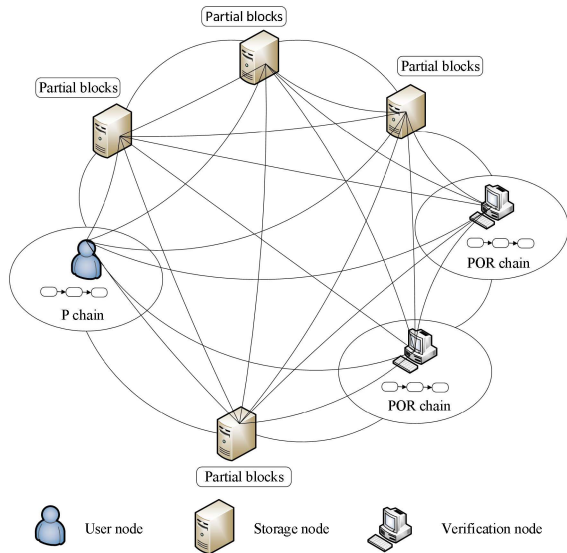 Partial blocks
Partial blocks
Partial blocks
POR chain
P chain
POR chain
Partial blocks
User node
Storage node
Verification node